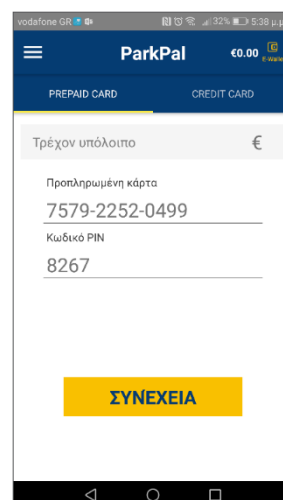 vodafone GR 32% 5:38 μ.μ
ParkPal €0.00
E-Wallet
PREPAID CARD CREDIT CARD
Τρέχον υπόλοιπο €
Προπληρωμένη κάρτα
7579-2252-0499
Κωδικό PIN
8267
ΣΥΝΈΧΕΙΑ